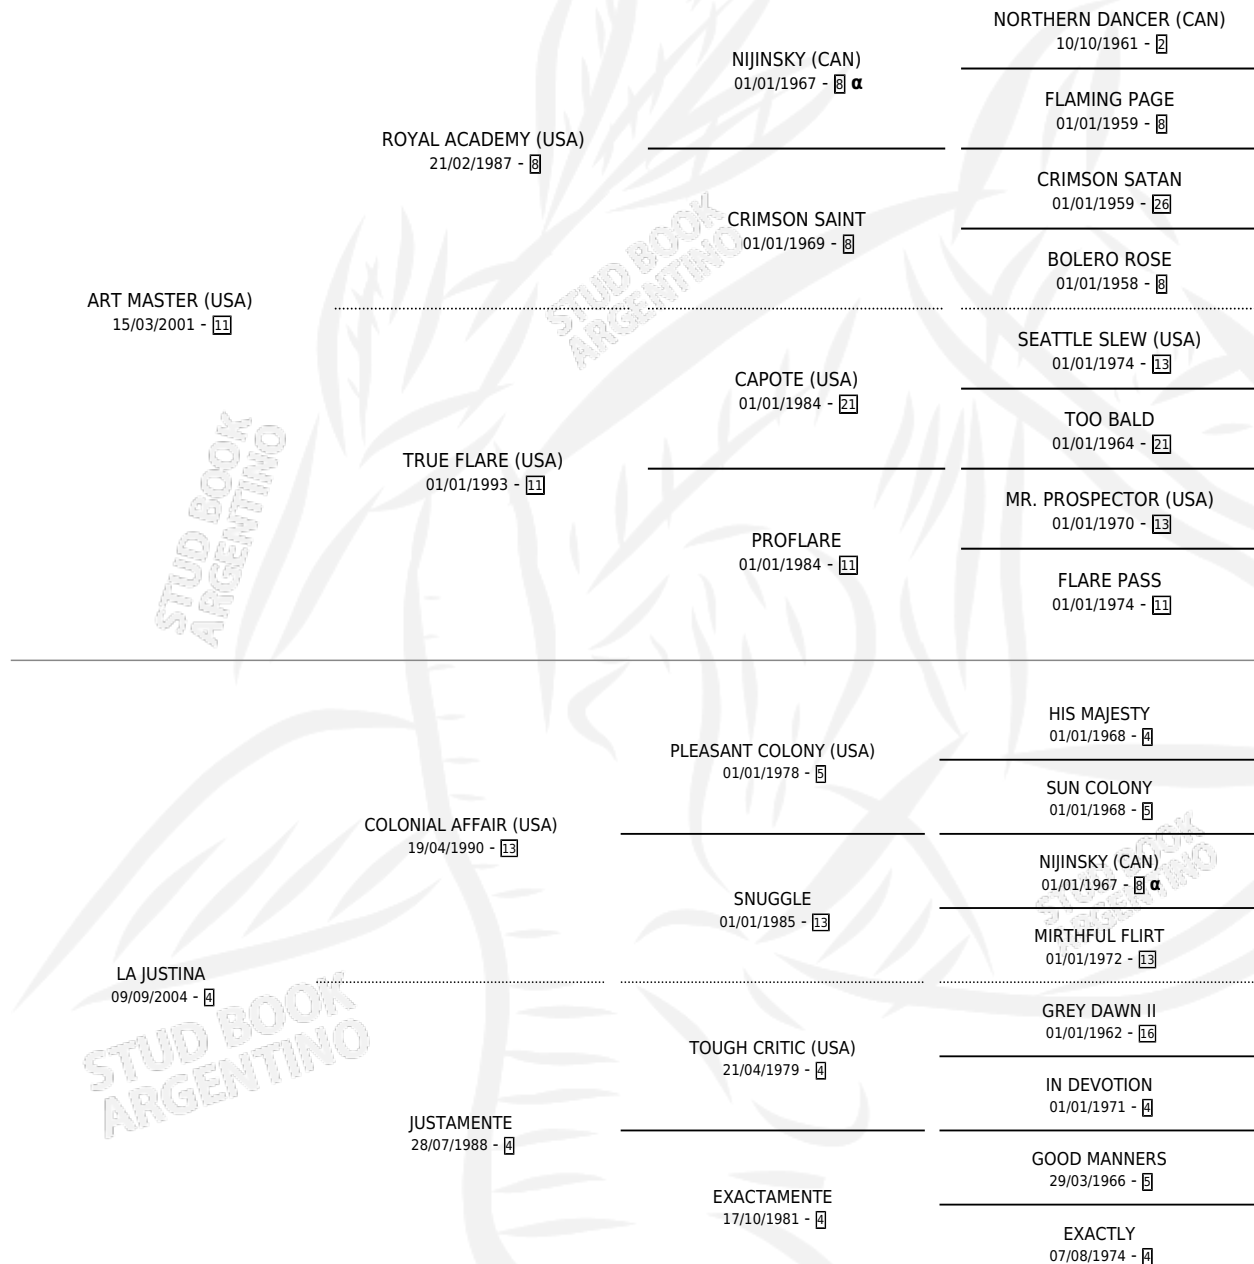 NORTHERN DANCER (CAN)
10/10/1961 - 2
NIJINSKY (CAN)
01/01/1967 - 8 α
FLAMING PAGE
01/01/1959 - 8
ROYAL ACADEMY (USA)
21/02/1987 - 8
CRIMSON SATAN
01/01/1959 - 26
CRIMSON SAINT
01/01/1969 - 8
BOLERO ROSE
01/01/1958 - 8
ART MASTER (USA)
15/03/2001 - 11
SEATTLE SLEW (USA)
01/01/1974 - 13
CAPOTE (USA)
01/01/1984 - 21
TOO BALD
01/01/1964 - 21
TRUE FLARE (USA)
01/01/1993 - 11
MR. PROSPECTOR (USA)
01/01/1970 - 13
PROFLARE
01/01/1984 - 11
FLARE PASS
01/01/1974 - 11
HIS MAJESTY
01/01/1968 - 4
PLEASANT COLONY (USA)
01/01/1978 - 5
SUN COLONY
01/01/1968 - 5
COLONIAL AFFAIR (USA)
19/04/1990 - 13
NIJINSKY (CAN)
01/01/1967 - 8 α
SNUGGLE
01/01/1985 - 13
MIRTHFUL FLIRT
01/01/1972 - 13
LA JUSTINA
09/09/2004 - 4
GREY DAWN II
01/01/1962 - 16
TOUGH CRITIC (USA)
21/04/1979 - 4
IN DEVOTION
01/01/1971 - 4
JUSTAMENTE
28/07/1988 - 4
GOOD MANNERS
29/03/1966 - 5
EXACTAMENTE
17/10/1981 - 4
EXACTLY
07/08/1974 - 4
STUD BOOK
ARGENTINO
STUD BOOK
ARGENTINO
STUD BOOK
ARGENTINO
STUD BOOK
ARGENTINO